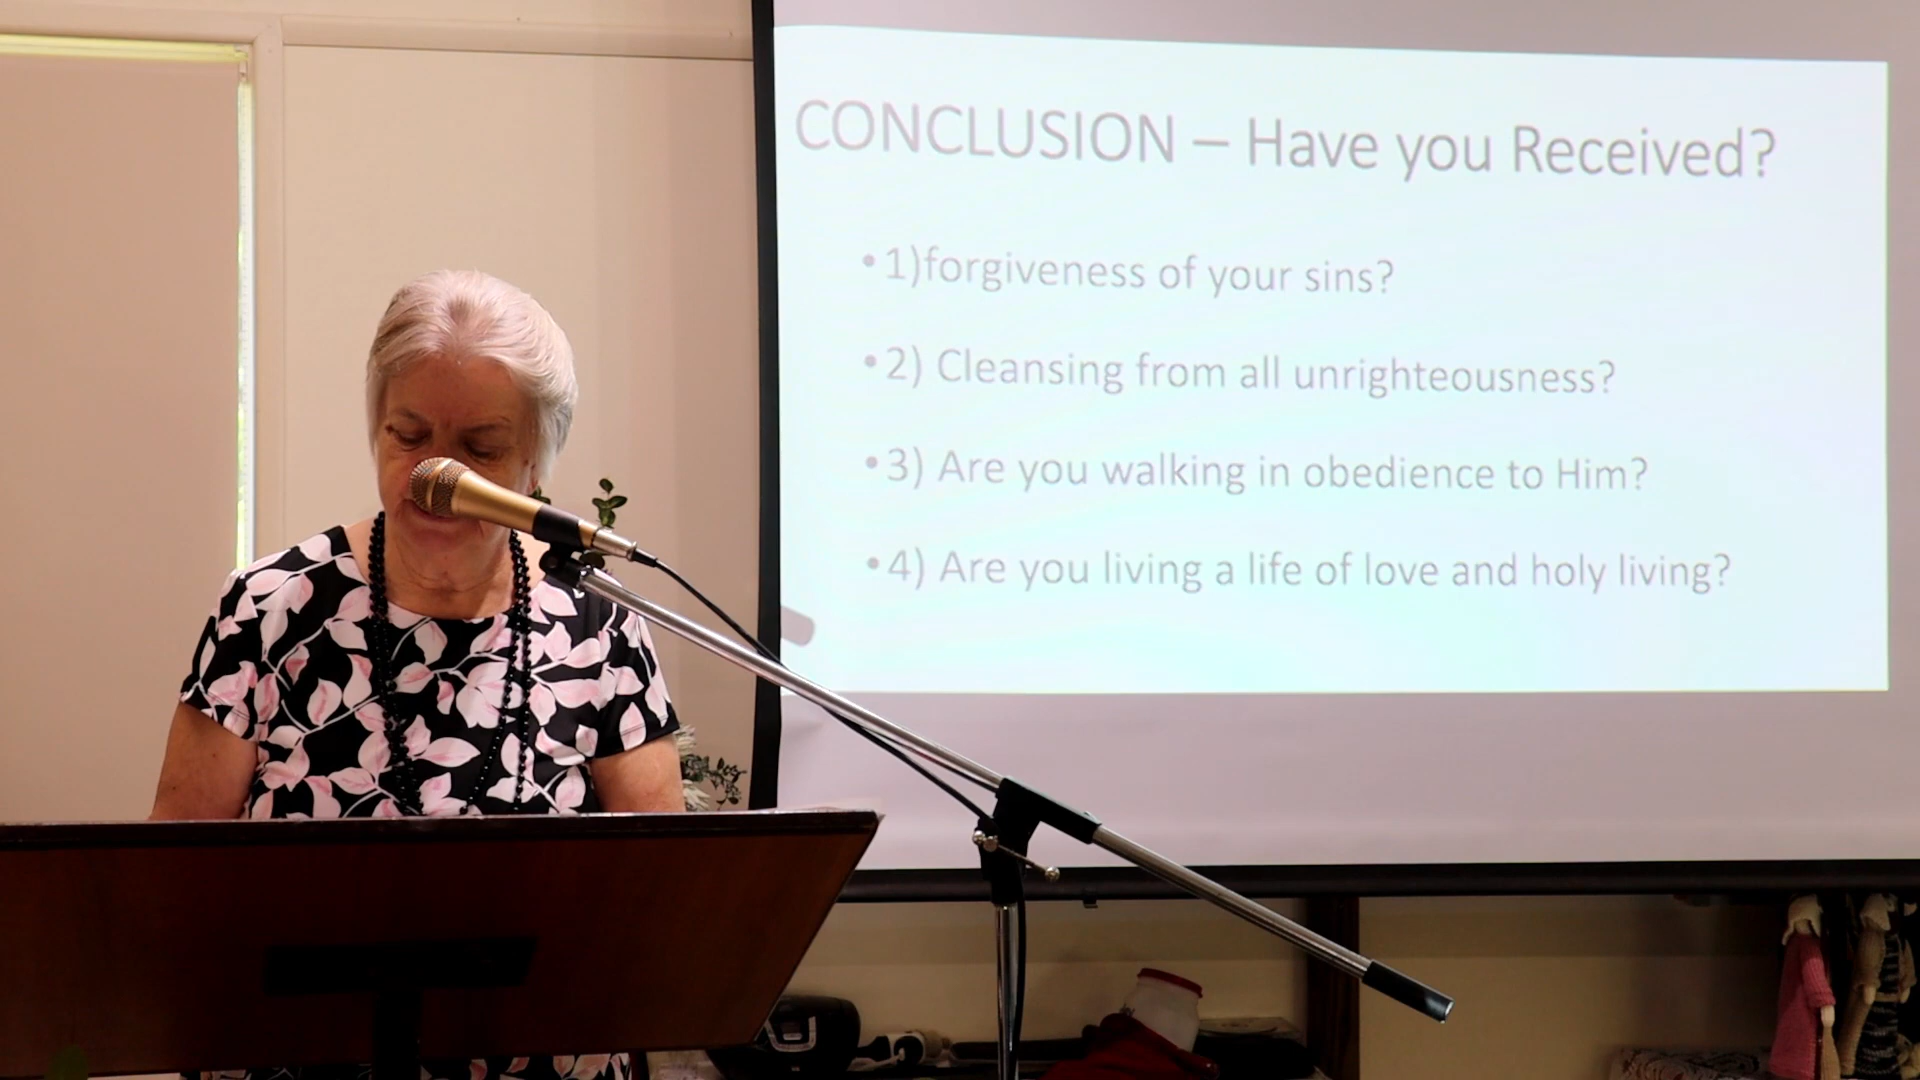 CONCLUSION – Have you Received?
•1)forgiveness of your sins?
•2) Cleansing from all unrighteousness?
•3) Are you walking in obedience to Him?
•4) Are you living a life of love and holy living?